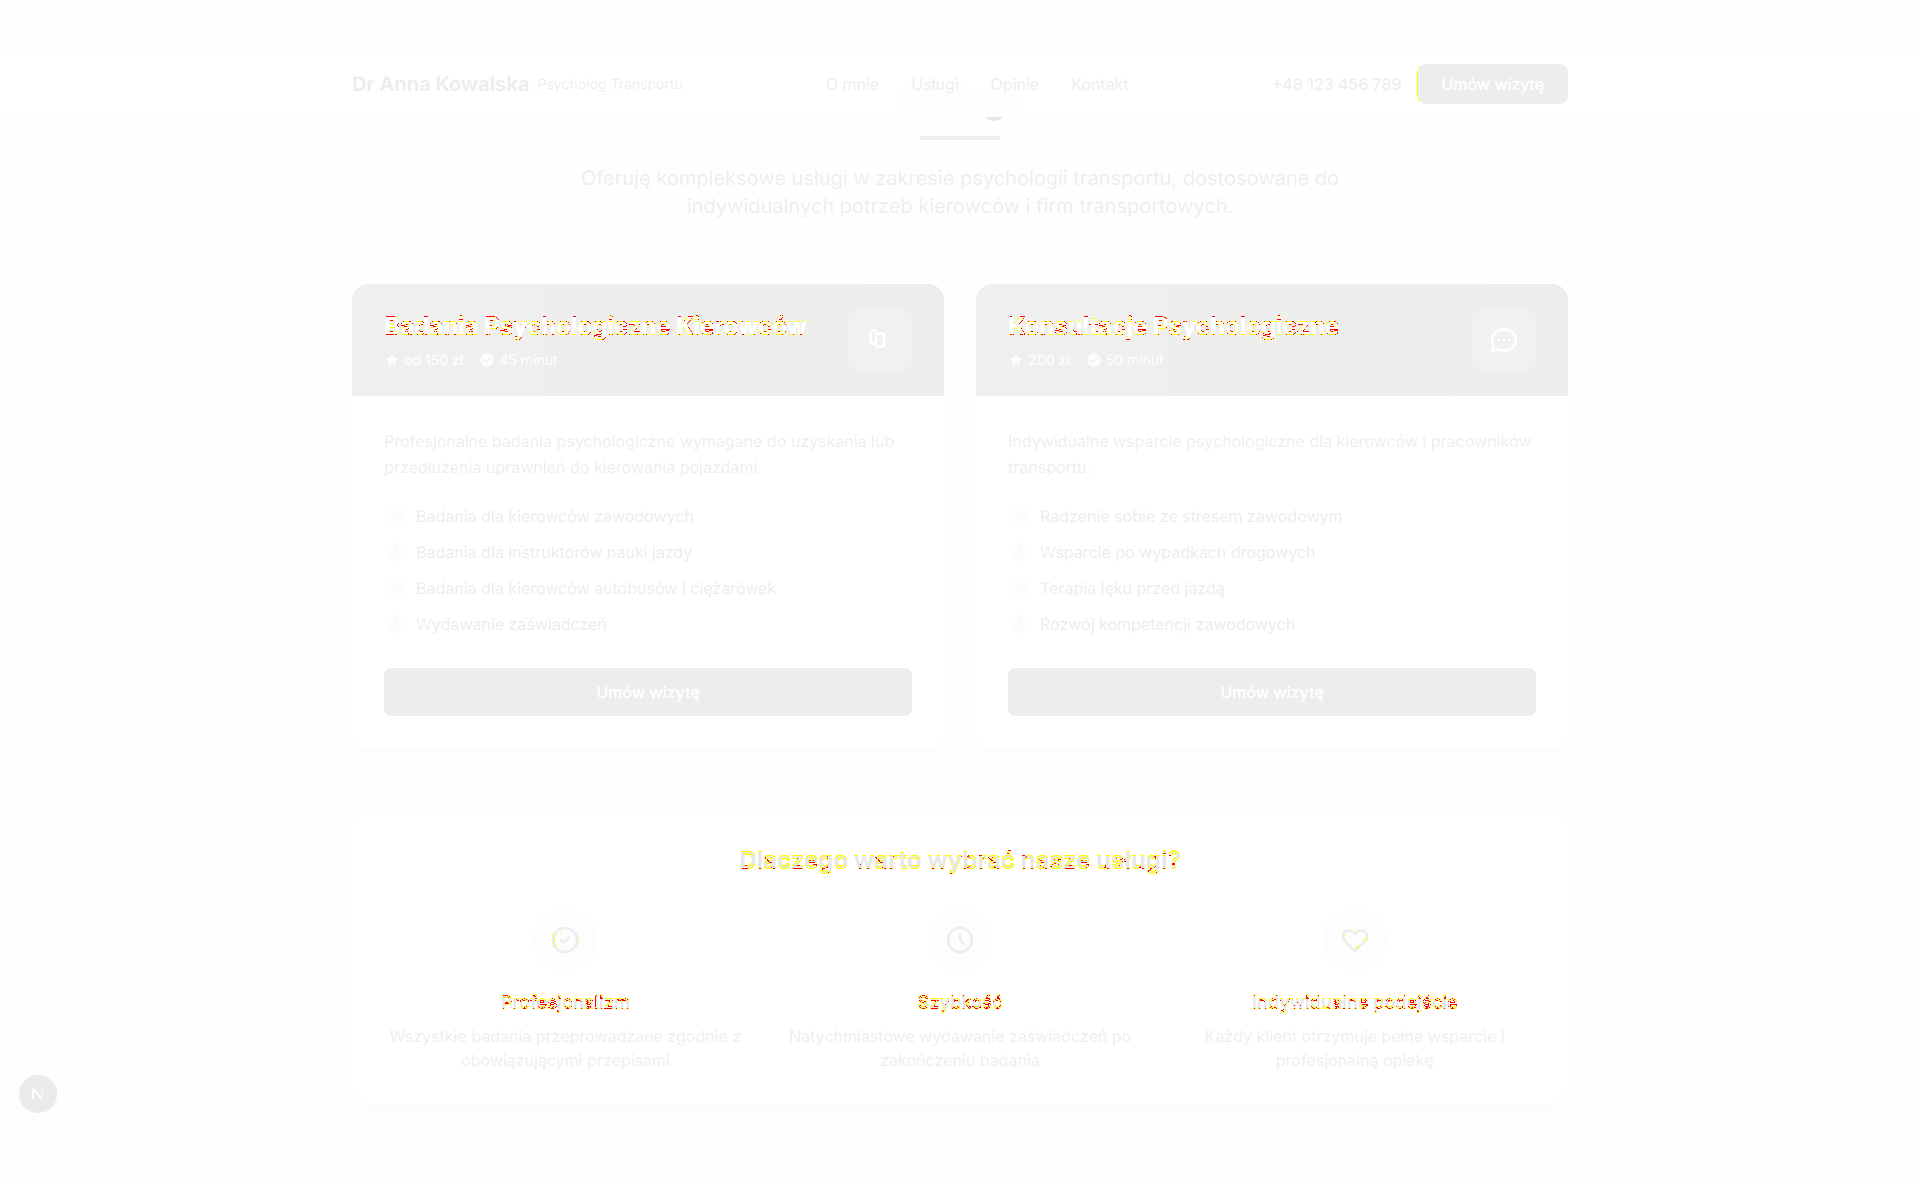 Dr Anna Kowalska Psycholog Transportu
O mnie Usługi Opinie Kontakt
+48 123 456 789
Umów wizytę
Oferuję kompleksowe usługi w zakresie psychologii transportu, dostosowane do
indywidualnych potrzeb kierowców i firm transportowych.
Badania Psychologiczne Kierowców
od 150 zł 45 minut
Profesjonalne badania psychologiczne wymagane do uzyskania lub
przedłużenia uprawnień do kierowania pojazdami.
Badania dla kierowców zawodowych
Badania dla instruktorów nauki jazdy
Badania dla kierowców autobusów i ciężarówek
Wydawanie zaświadczeń
Umów wizytę
Konsultacje Psychologiczne
200 zł 50 minut
Indywidualne wsparcie psychologiczne dla kierowców i pracowników
transportu.
Radzenie sobie ze stresem zawodowym
Wsparcie po wypadkach drogowych
Terapia lęku przed jazdą
Rozwój kompetencji zawodowych
Umów wizytę
Dlaczego warto wybrać nasze usługi?
Profesjonalizm
Wszystkie badania przeprowadzane zgodnie z
obowiązującymi przepisami
Szybkość
Natychmiastowe wydawanie zaświadczeń po
zakończeniu badania
Indywidualne podejście
Każdy klient otrzymuje pełne wsparcie i
profesjonalną opiekę
N